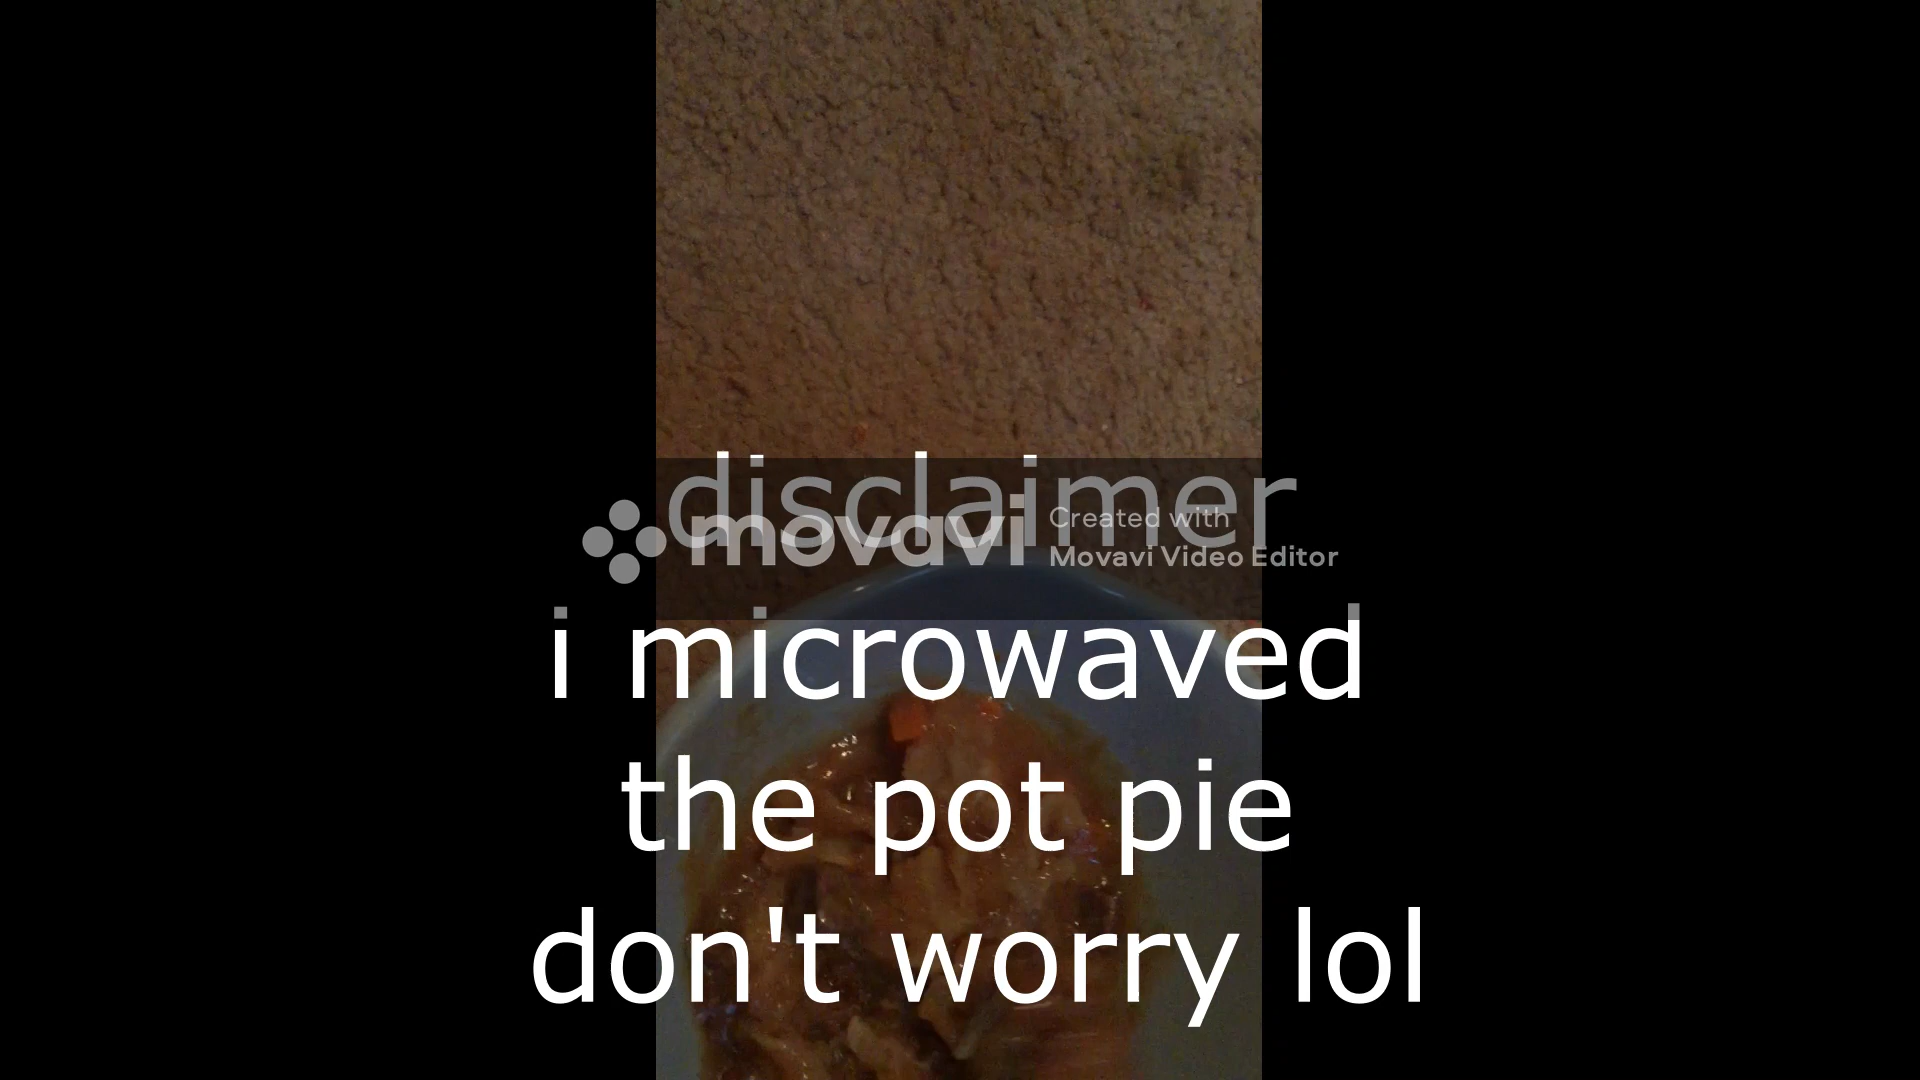 disclaimer
movavi
Created with
Movavi Video Editor
i microwaved
the pot pie
don't worry lol